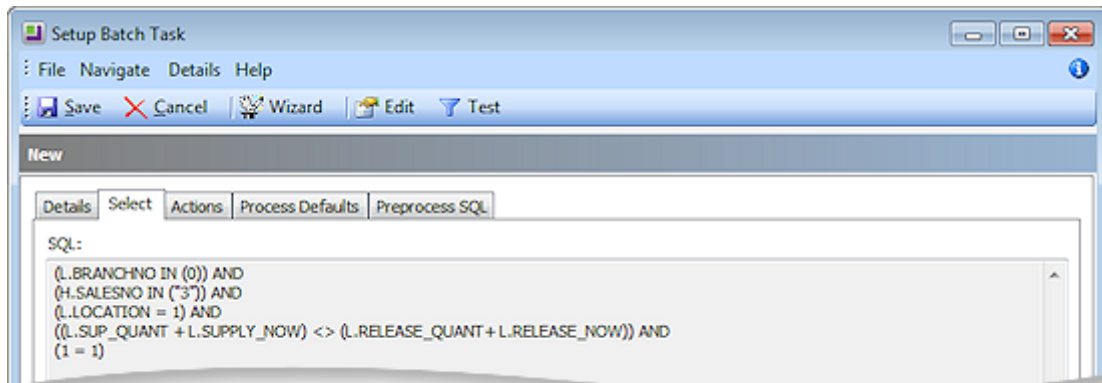 Setup Batch Task
File Navigate Details Help
Save Cancel Wizard Edit Test
New
Details Select Actions Process Defaults Preprocess SQL
SQL:
(L.BRANCHNO IN (0)) AND
(H.SALESNO IN ("3")) AND
(L.LOCATION = 1) AND
((L.SUP_QUANT + L.SUPPLY_NOW) <> (L.RELEASE_QUANT+ L.RELEASE_NOW)) AND
(1 = 1)